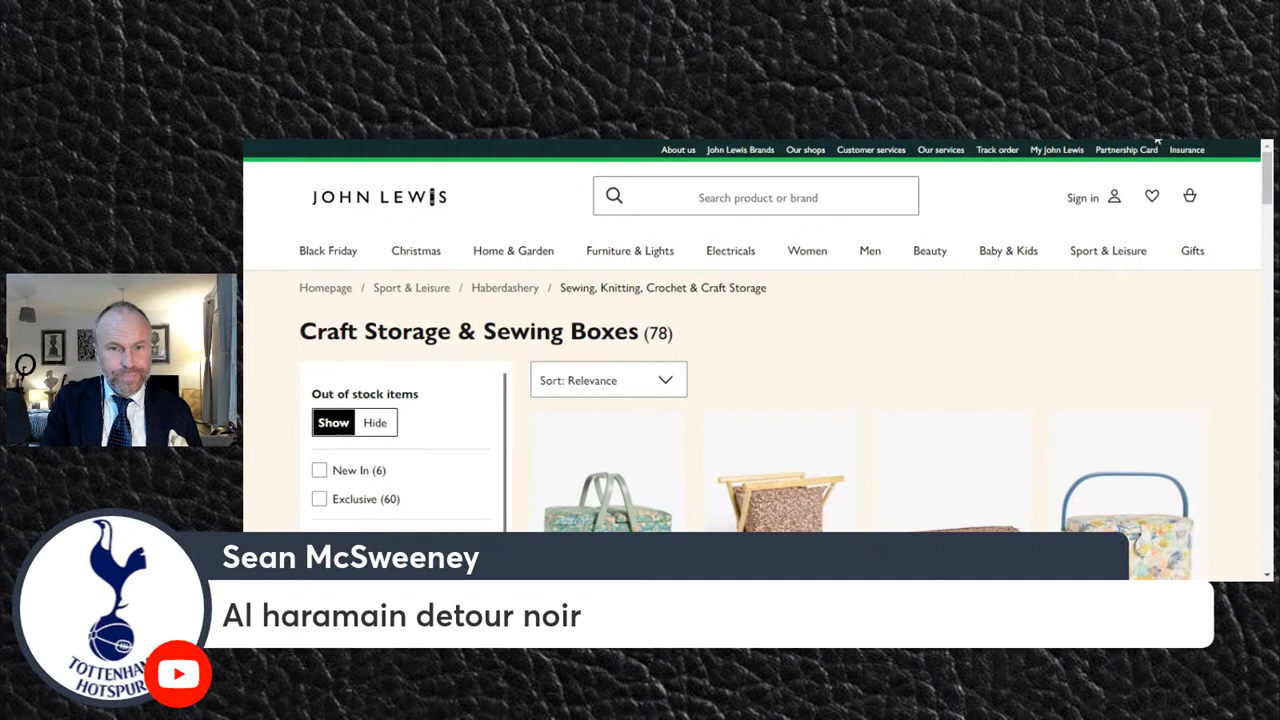 About us John Lewis Brands Our shops Customer services Our services Track order My John Lewis Partnership Card Insurance
JOHN LEWIS
Search product or brand
Sign in
Black Friday Christmas Home & Garden Furniture & Lights Electricals Women Men Beauty Baby & Kids Sport & Leisure Gifts
Homepage / Sport & Leisure / Haberdashery / Sewing, Knitting, Crochet & Craft Storage
Craft Storage & Sewing Boxes (78)
Sort: Relevance
Out of stock items
Show Hide
New In (6)
Exclusive (60)
Sean McSweeney
Al haramain detour noir
TOTTENHAM
HOTSPUR